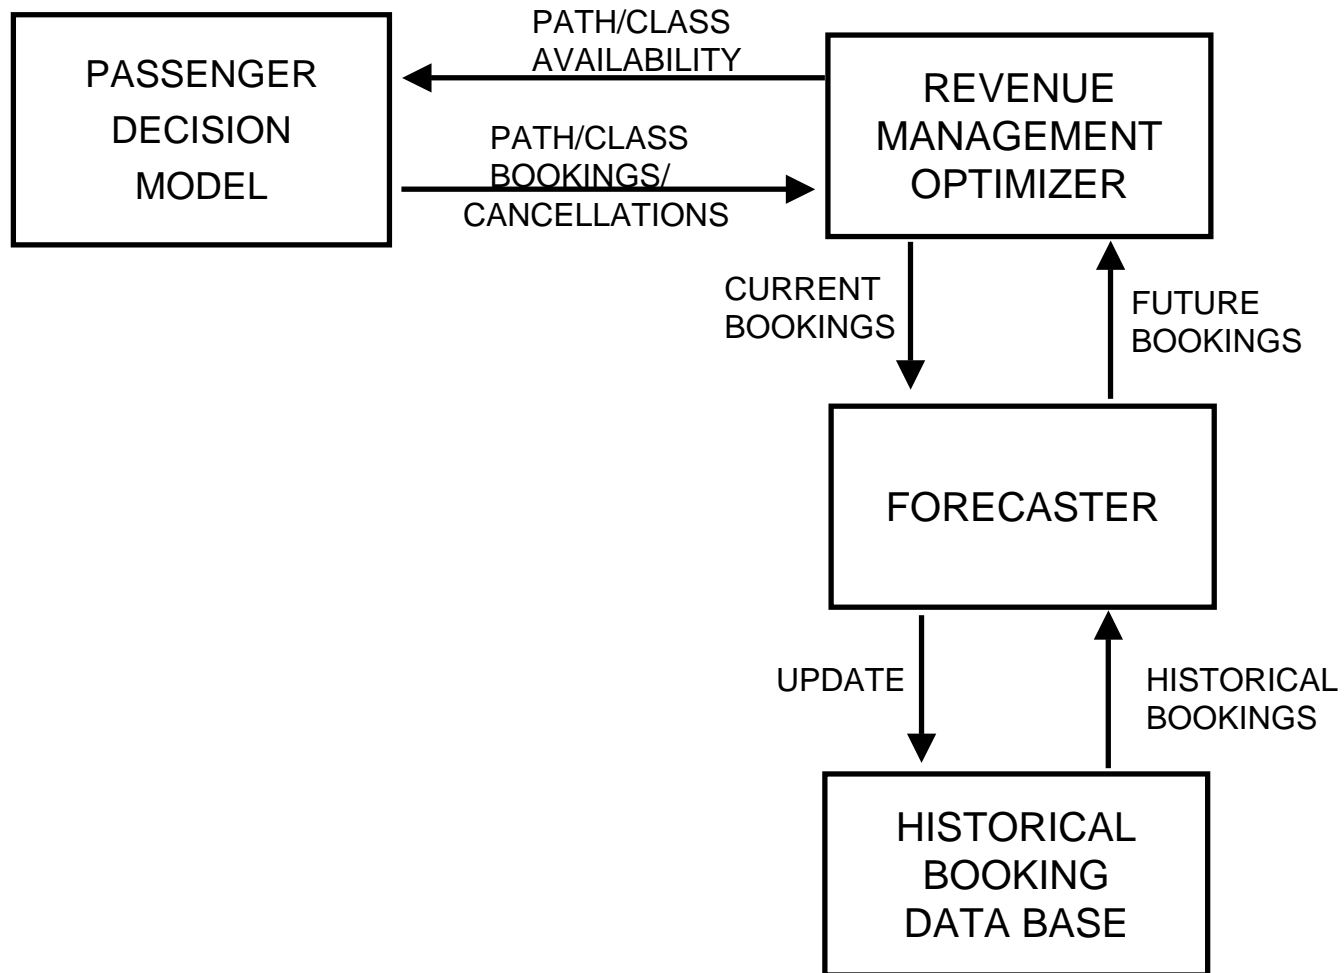 PASSENGER
DECISION
MODEL
PATH/CLASS
AVAILABILITY
PATH/CLASS
BOOKINGS/
CANCELLATIONS
REVENUE
MANAGEMENT
OPTIMIZER
CURRENT
BOOKINGS
FUTURE
BOOKINGS
FORECASTER
UPDATE
HISTORICAL
BOOKINGS
HISTORICAL
BOOKING
DATA BASE